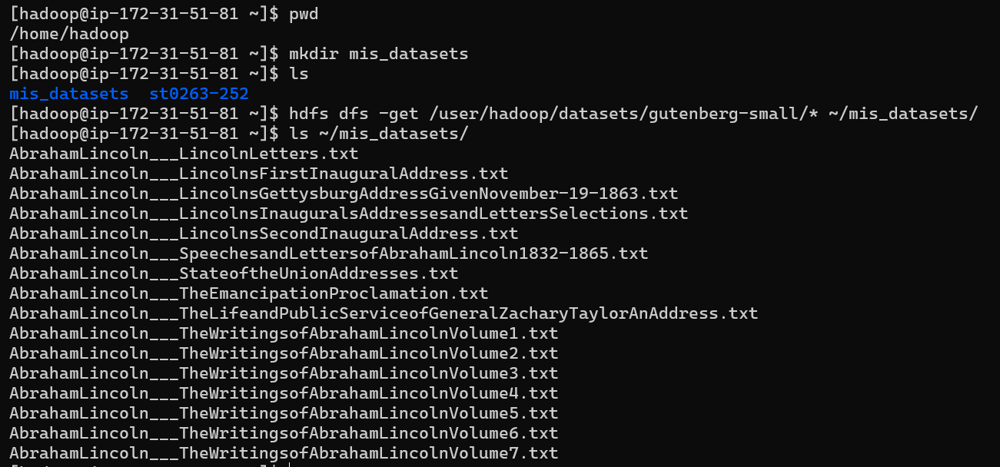 [hadoop@ip-172-31-51-81 ~]$ pwd
/home/hadoop
[hadoop@ip-172-31-51-81 ~]$ mkdir mis_datasets
[hadoop@ip-172-31-51-81 ~]$ ls
mis_datasets  st0263-252
[hadoop@ip-172-31-51-81 ~]$ hdfs dfs -get /user/hadoop/datasets/gutenberg-small/* ~/mis_datasets/
[hadoop@ip-172-31-51-81 ~]$ ls ~/mis_datasets/
AbrahamLincoln___LincolnLetters.txt
AbrahamLincoln___LincolnsFirstInauguralAddress.txt
AbrahamLincoln___LincolnsGettysburgAddressGivenNovember-19-1863.txt
AbrahamLincoln___LincolnsInauguralsAddressesandLettersSelections.txt
AbrahamLincoln___LincolnsSecondInauguralAddress.txt
AbrahamLincoln___SpeechesandLettersofAbrahamLincoln1832-1865.txt
AbrahamLincoln___StateoftheUnionAddresses.txt
AbrahamLincoln___TheEmancipationProclamation.txt
AbrahamLincoln___TheLifeandPublicServiceofGeneralZacharyTaylorAnAddress.txt
AbrahamLincoln___TheWritingsofAbrahamLincolnVolume1.txt
AbrahamLincoln___TheWritingsofAbrahamLincolnVolume2.txt
AbrahamLincoln___TheWritingsofAbrahamLincolnVolume3.txt
AbrahamLincoln___TheWritingsofAbrahamLincolnVolume4.txt
AbrahamLincoln___TheWritingsofAbrahamLincolnVolume5.txt
AbrahamLincoln___TheWritingsofAbrahamLincolnVolume6.txt
AbrahamLincoln___TheWritingsofAbrahamLincolnVolume7.txt